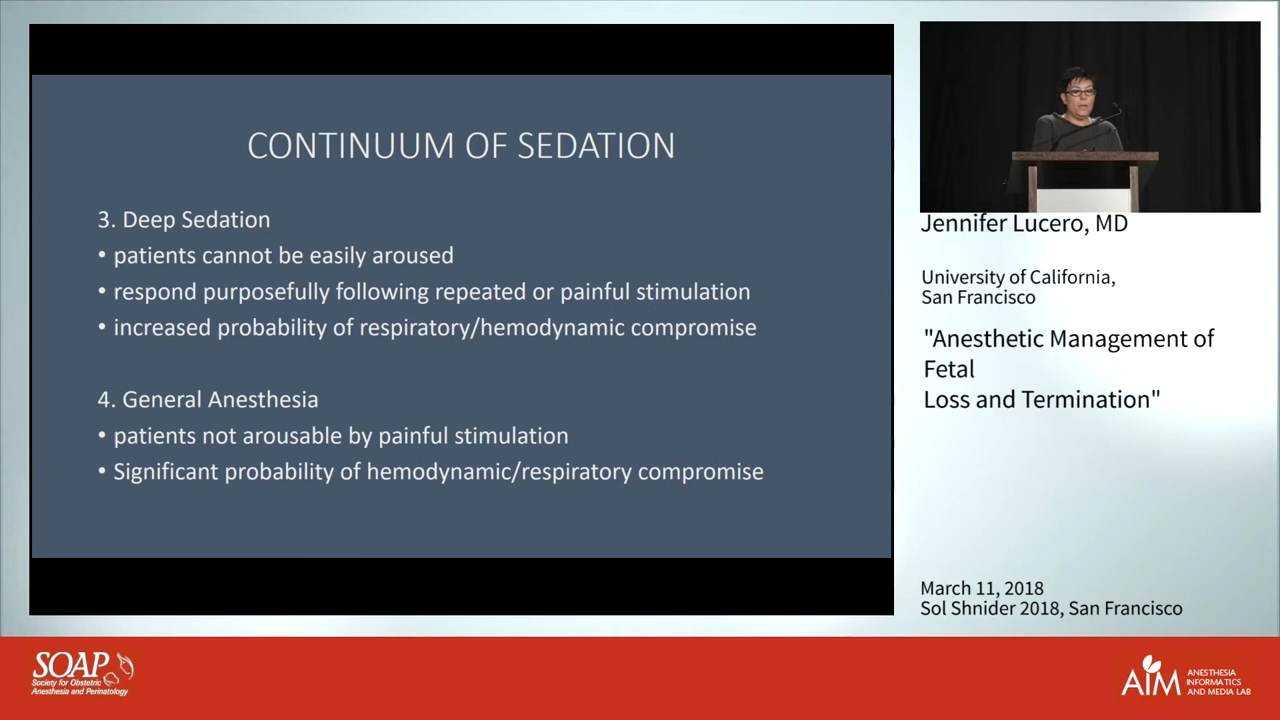 CONTINUUM OF SEDATION
3. Deep Sedation
• patients cannot be easily aroused
• respond purposefully following repeated or painful stimulation
• increased probability of respiratory/hemodynamic compromise
4. General Anesthesia
• patients not arousable by painful stimulation
• Significant probability of hemodynamic/respiratory compromise
Jennifer Lucero, MD
University of California,
San Francisco
"Anesthetic Management of
Fetal
Loss and Termination"
March 11, 2018
Sol Shnider 2018, San Francisco
SOAP
Society for Obstetric
Anesthesia and Perinatology
AIM
ANESTHESIA
INFORMATICS
AND MEDIA LAB